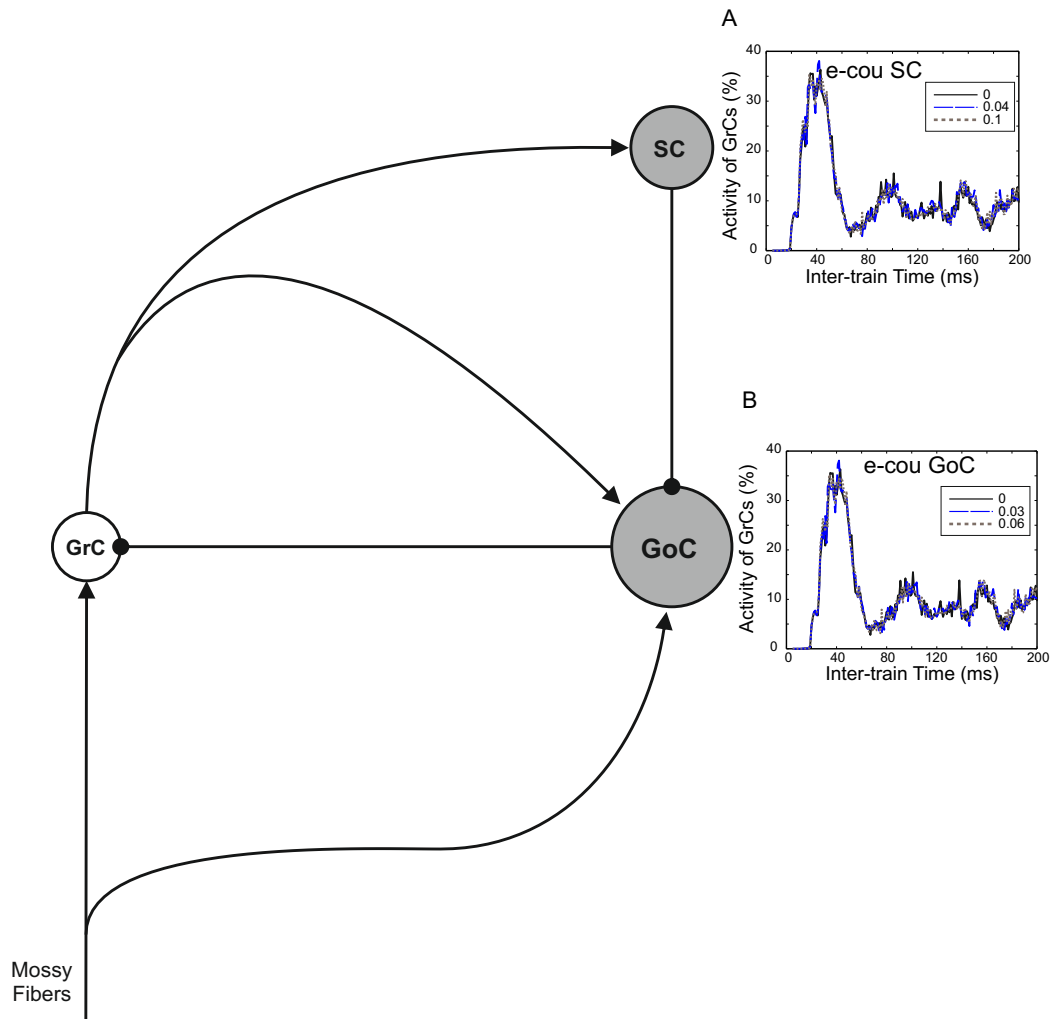 A
e-cou SC
0
0.04
0.1
Activity of GrCs (%)
40
30
20
10
0
0 40 80 120 160 200
Inter-train Time (ms)
SC
B
e-cou GoC
0
0.03
0.06
Activity of GrCs (%)
40
30
20
10
0
0 40 80 120 160 200
Inter-train Time (ms)
GrC
GoC
Mossy
Fibers